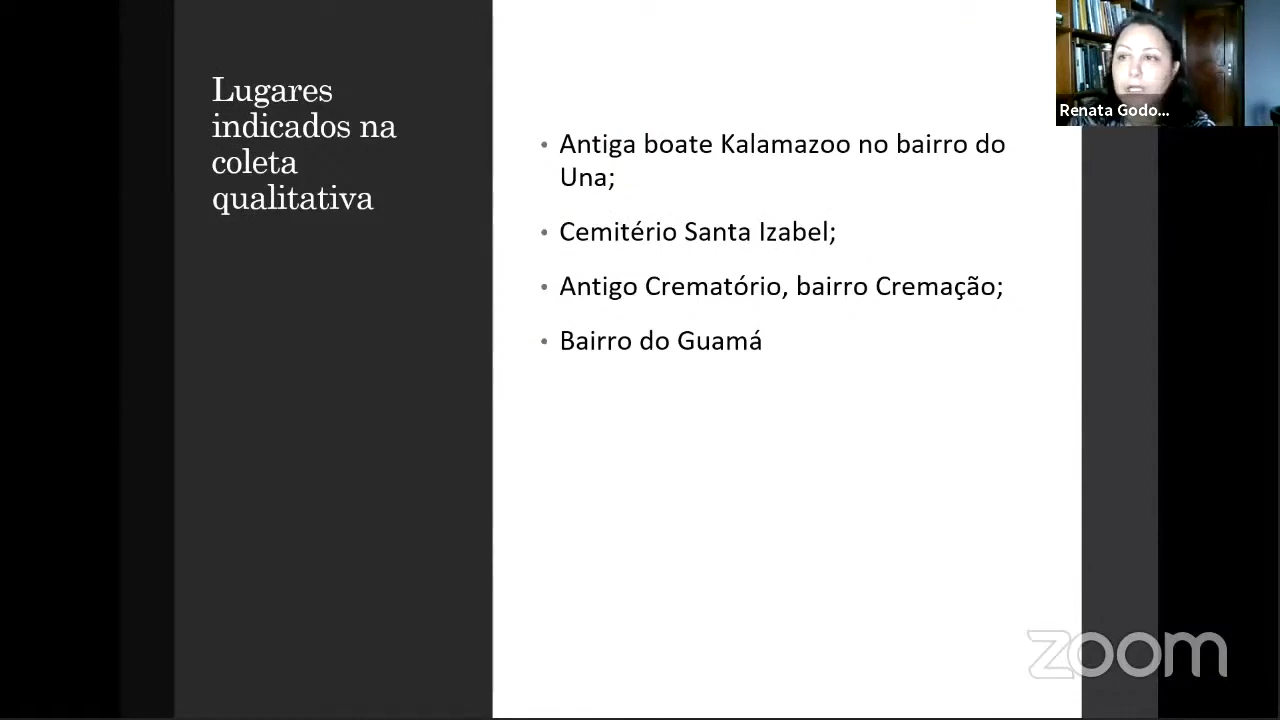 Lugares
indicados na
coleta
qualitativa
• Antiga boate Kalamazoo no bairro do
Una;
• Cemitério Santa Izabel;
• Antigo Crematório, bairro Cremação;
• Bairro do Guamá
Renata Godo...
zoom